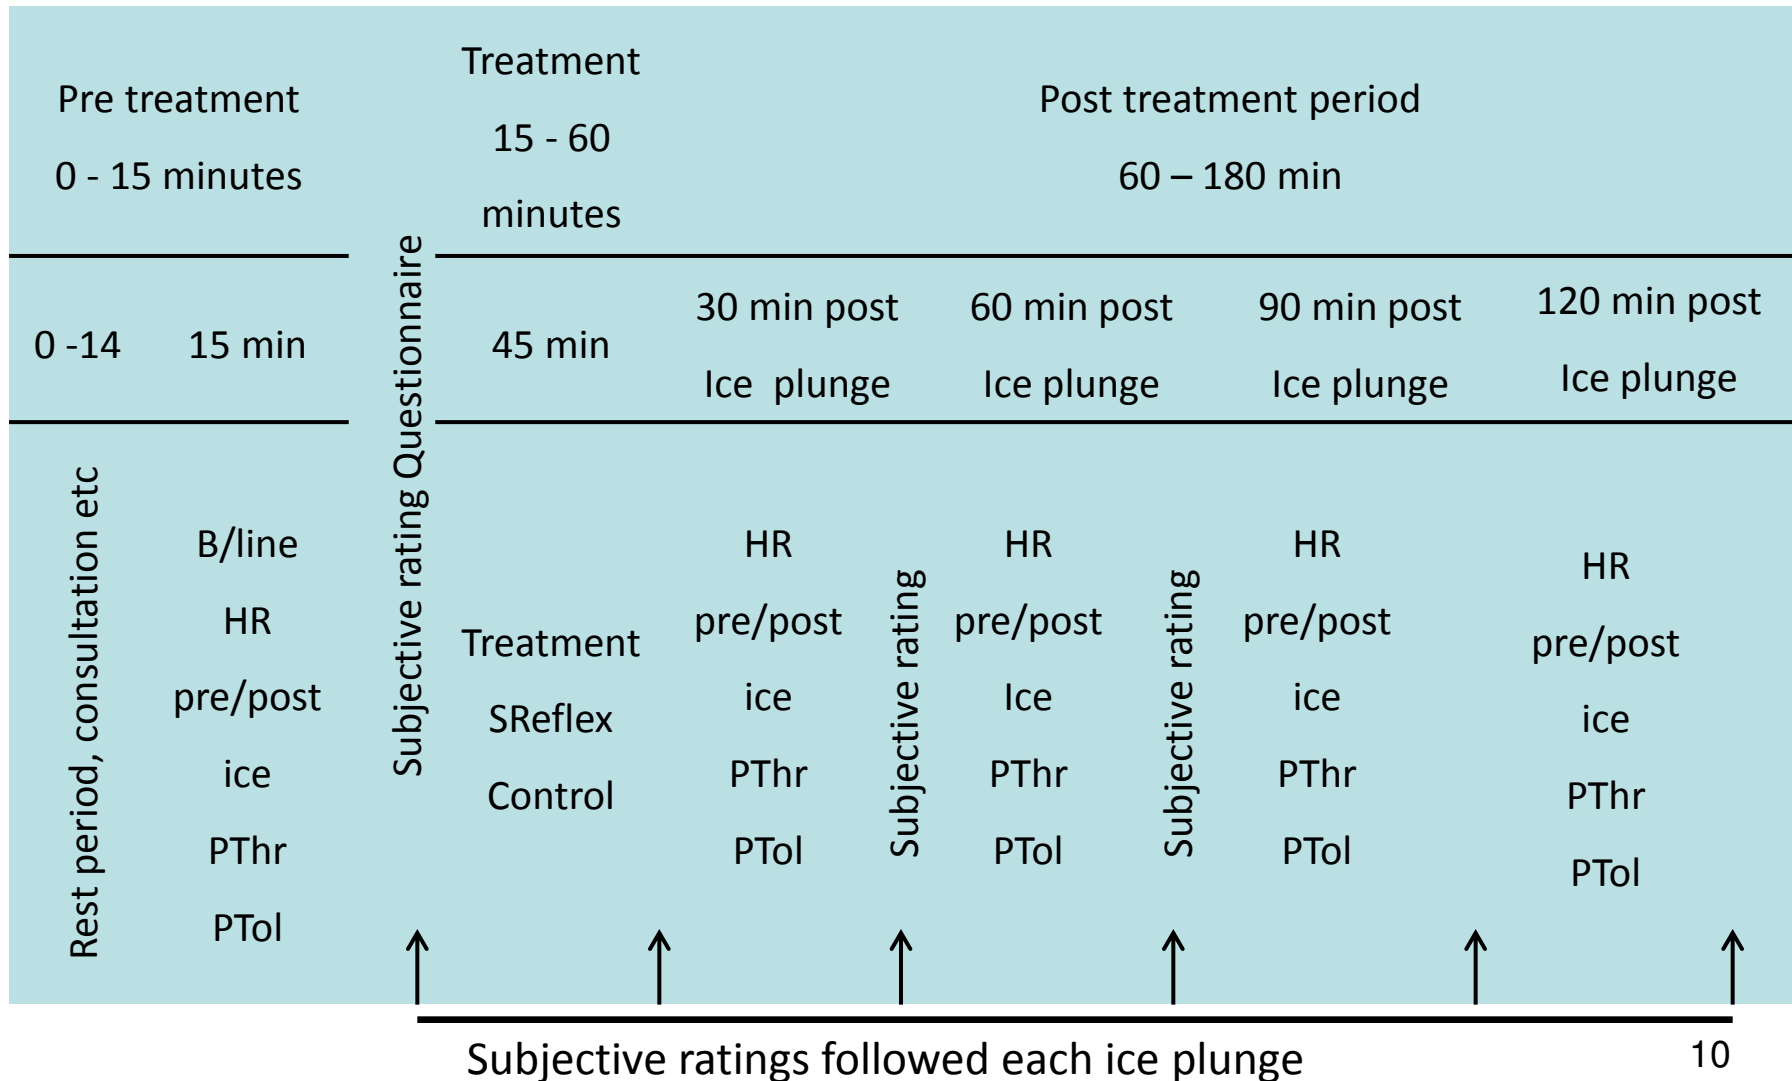 Pre treatment
0 - 15 minutes
Treatment
15 - 60
minutes
Post treatment period
60 – 180 min
0 -14
15 min
Subjective rating Questionnaire
45 min
30 min post
Ice plunge
60 min post
Ice plunge
90 min post
Ice plunge
120 min post
Ice plunge
Rest period, consultation etc
B/line
HR
pre/post
ice
PThr
PTol
Treatment
SReflex
Control
HR
pre/post
ice
PThr
PTol
Subjective rating
HR
pre/post
Ice
PThr
PTol
Subjective rating
HR
pre/post
ice
PThr
PTol
HR
pre/post
ice
PThr
PTol
Subjective ratings followed each ice plunge
10